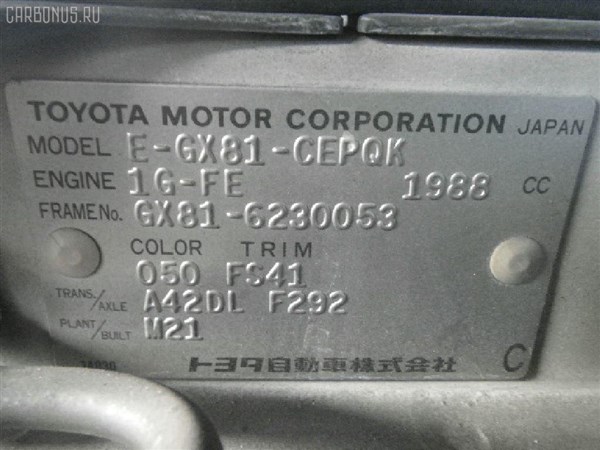 CARBONUS.RU
TOYOTA MOTOR CORPORATION JAPAN
MODEL E-GX81-CEPQK
ENGINE 1G-FE 1988 CC
FRAME No. GX81-6230053
COLOR TRIM
050 FS41
TRANS./AXLE A42DL F292
PLANT/BUILT M21
トヨタ自動車株式会社 C